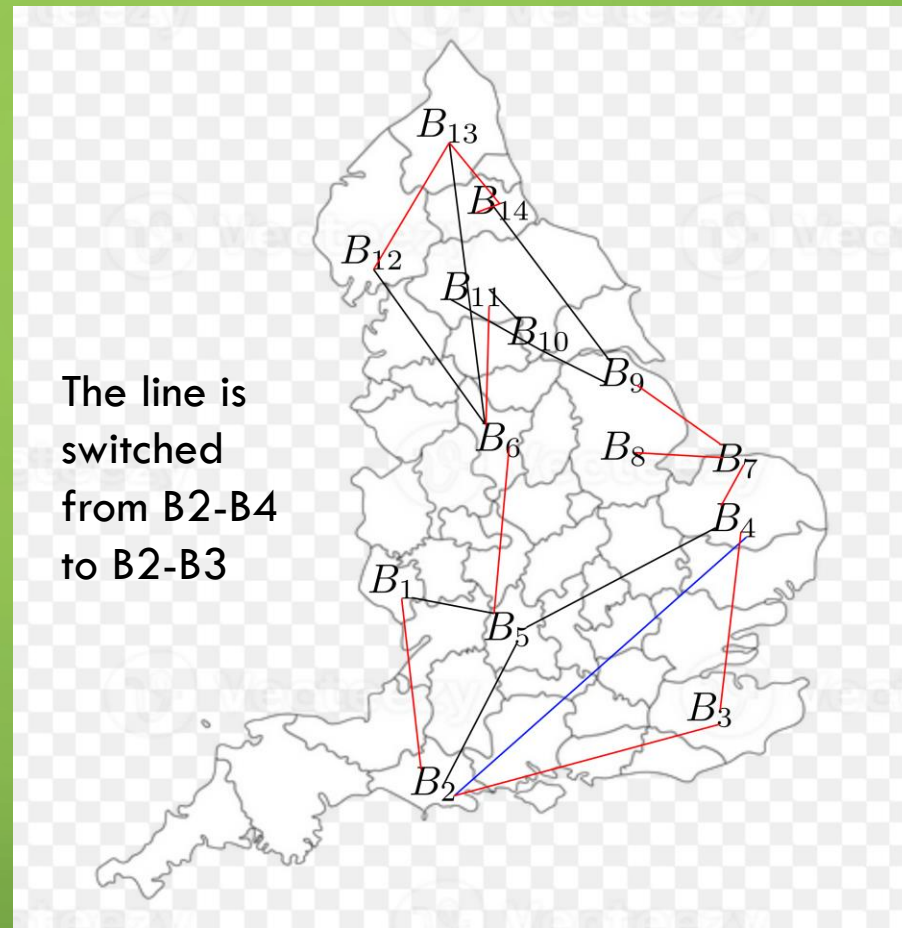 B13
B14
B12
B11
B10
B9
The line is
switched
from B2-B4
to B2-B3
B6
B8
B7
B4
B1
B5
B3
B2